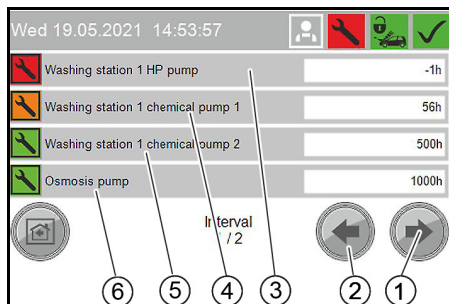 Wed 19.05.2021 14:53:57
Washing station 1 HP pump -1h
Washing station 1 chemical pump 1 56h
Washing station 1 chemical pump 2 500h
Osmosis pump 1000h
Interval
/ 2
6 5 4 3 2 1